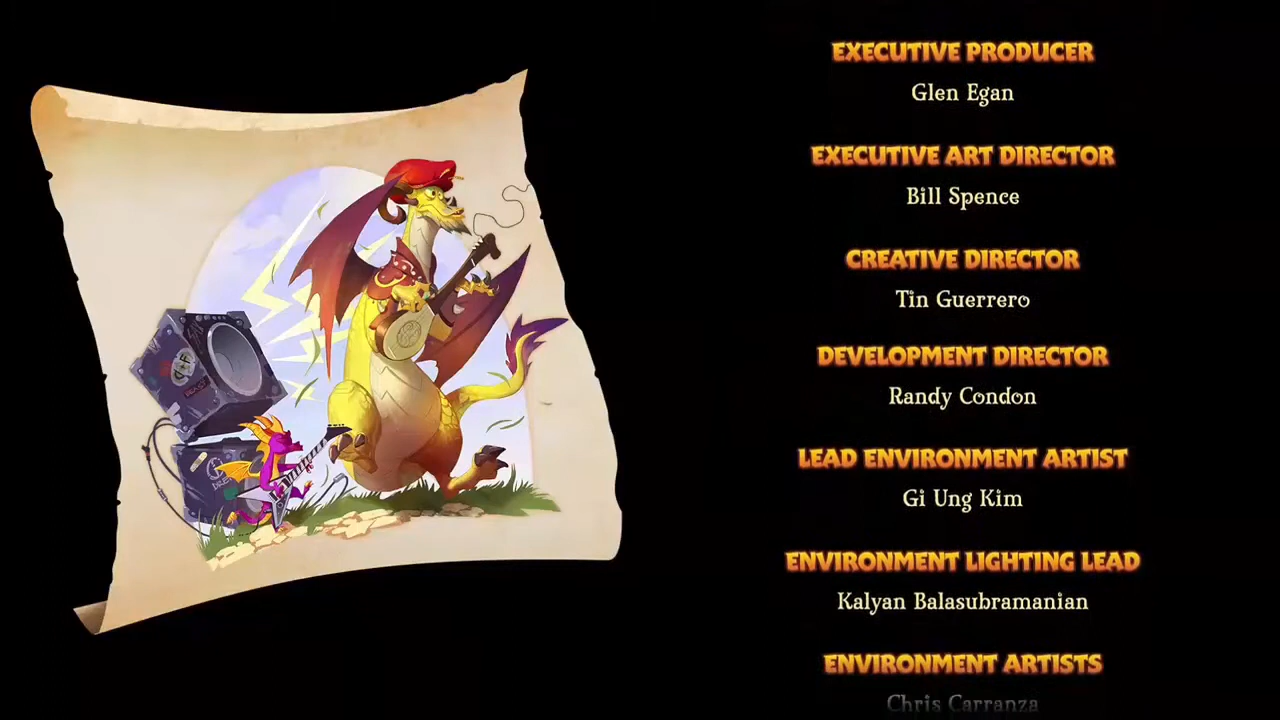 EXECUTIVE PRODUCER
Glen Egan
EXECUTIVE ART DIRECTOR
Bill Spence
CREATIVE DIRECTOR
Tin Guerrero
DEVELOPMENT DIRECTOR
Randy Condon
LEAD ENVIRONMENT ARTIST
Gi Ung Kim
ENVIRONMENT LIGHTING LEAD
Kalyan Balasubramanian
ENVIRONMENT ARTISTS
Chris Carranza